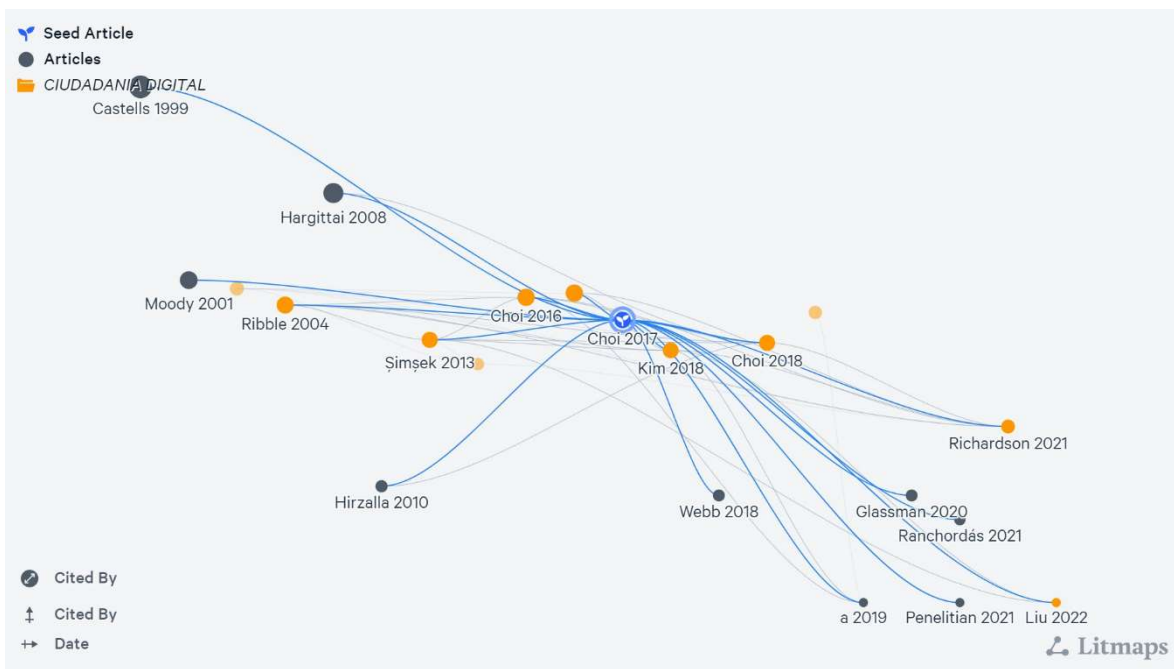 Seed Article
Articles
CIUDADANIA DIGITAL
Castells 1999
Hargittai 2008
Moody 2001
Ribble 2004
Choi 2016
Choi 2017
Şimşek 2013
Kim 2018
Choi 2018
Richardson 2021
Hirzalla 2010
Webb 2018
Glassman 2020
Ranchordás 2021
Cited By
Cited By
Date
a 2019
Penelitian 2021
Liu 2022
Litmaps